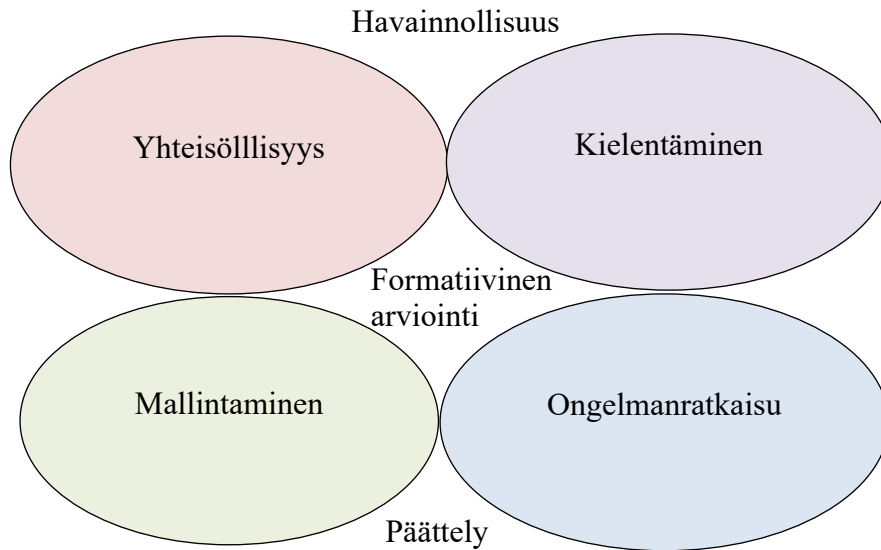 Havainnollisuus
Yhteisölllisyys
Kielentäminen
Formatiivinen
arviointi
Mallintaminen
Ongelmanratkaisu
Päättely